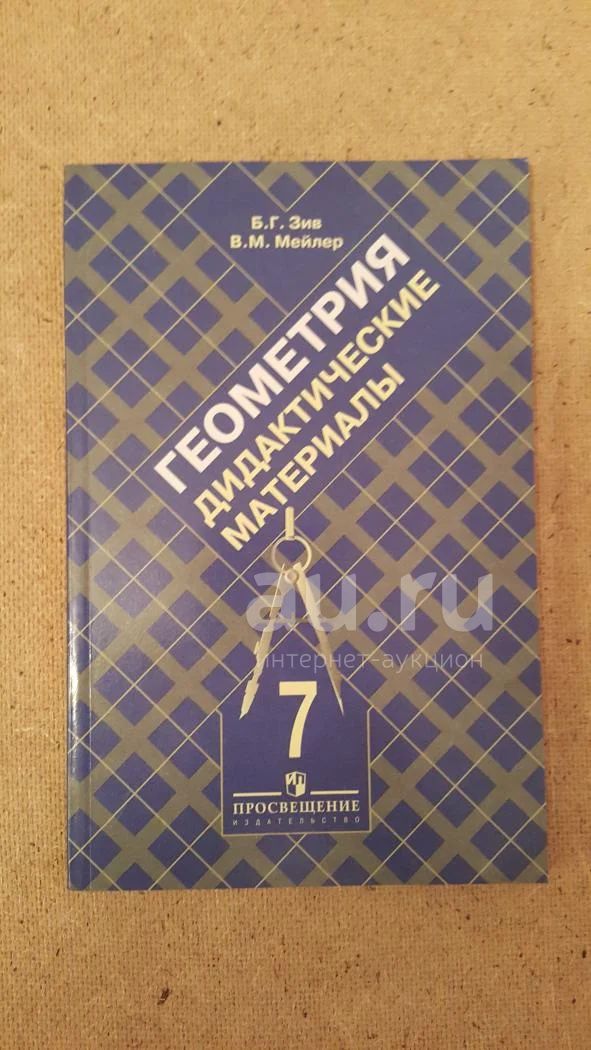 Б.Г. Зив
В.М. Мейлер
ГЕОМЕТРИЯ
ДИДАКТИЧЕСКИЕ
МАТЕРИАЛЫ
au.ru
интернет-аукцион
7
ПРОСВЕЩЕНИЕ
ИЗДАТЕЛЬСТВО